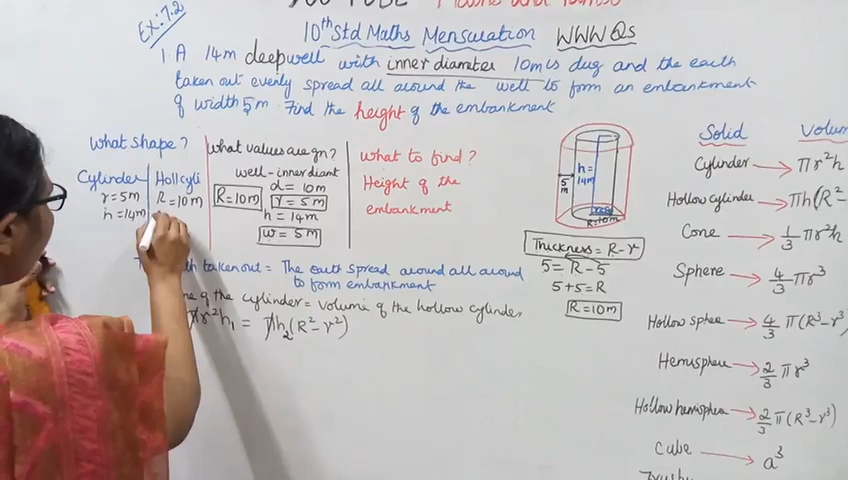 Ex:7.2
10th Std Maths Mensuration WWW Qs
1. A 14m deep well with inner diameter 10m is dug and the earth
taken out evenly spread all around the well to form an embankment
of width 5m. Find the height of the embankment
What shape?
Cylinder
r = 5m
h = 14m
Holl cyli
R = 10m
What values are gn?
well - inner diamt
d = 10m
R = 10m
r = 5m
h = 14m
w = 5m
What to find?
Height of the
embankment
h = 14m
5m
R = 10m
Thickness = R - r
5 = R - 5
5 + 5 = R
R = 10m
taken out = The earth spread around all around
to form embankment
of the cylinder = volume of the hollow cylinder
πr²h₁ = πh₂(R² - r²)
Solid
Cylinder → πr²h
Hollow cylinder → πh(R² -
Cone → 1/3 πr²h
Sphere → 4/3 πr³
Hollow sphere → 4/3 π(R³ - r³)
Hemisphere → 2/3 πr³
Hollow hemisphere → 2/3 π(R³ - r³)
Cube → a³